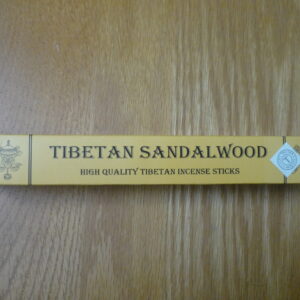 TIBETAN SANDALWOOD
HIGH QUALITY TIBETAN INCENSE STICKS